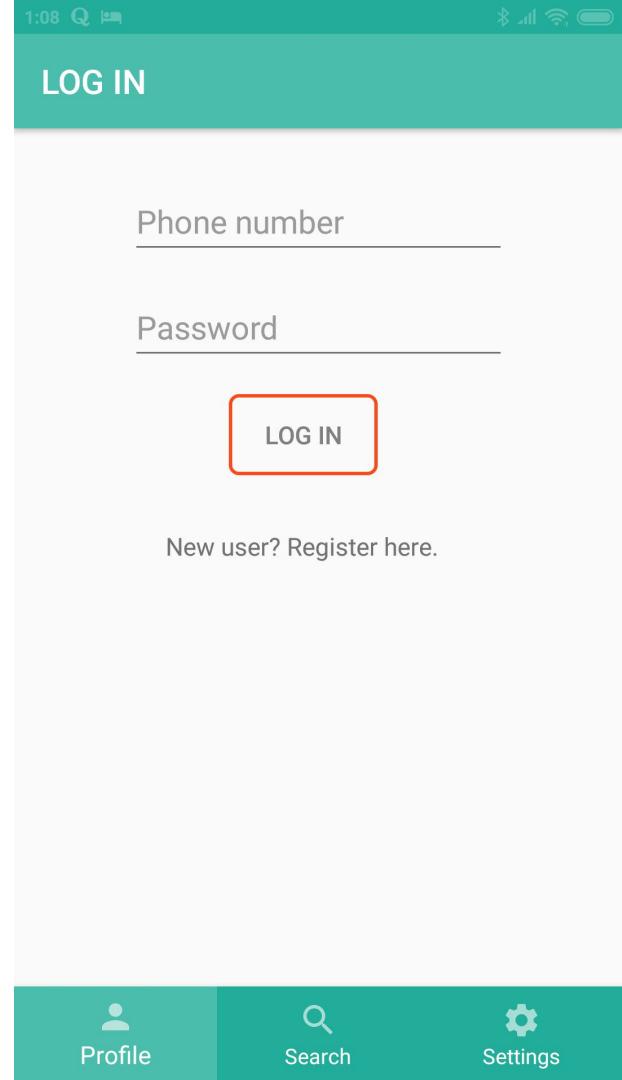 1:08 Q
LOG IN
Phone number
Password
LOG IN
New user? Register here.
Profile
Search
Settings